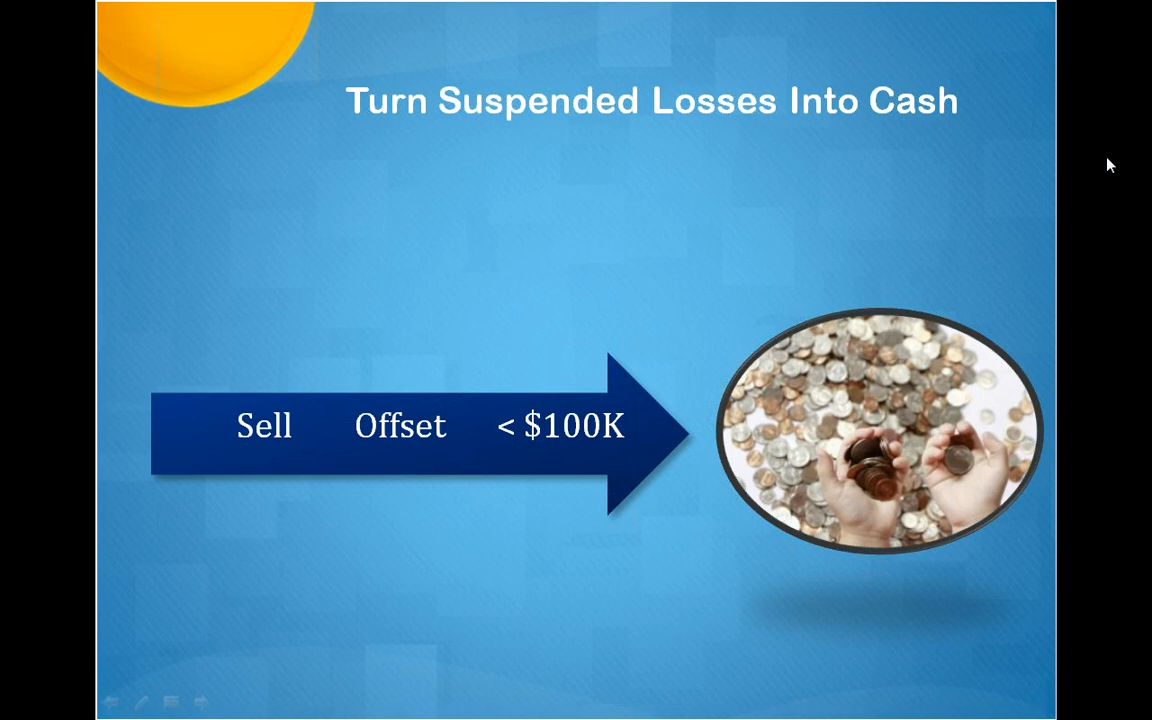 Turn Suspended Losses Into Cash
Sell Offset < $100K